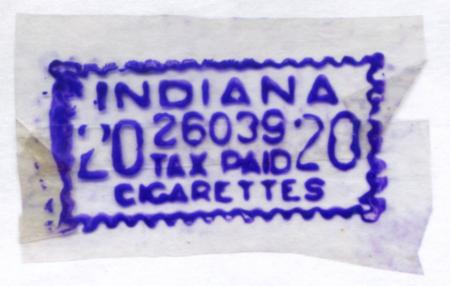 INDIANA
20 26039 20
TAX PAID
CIGARETTES